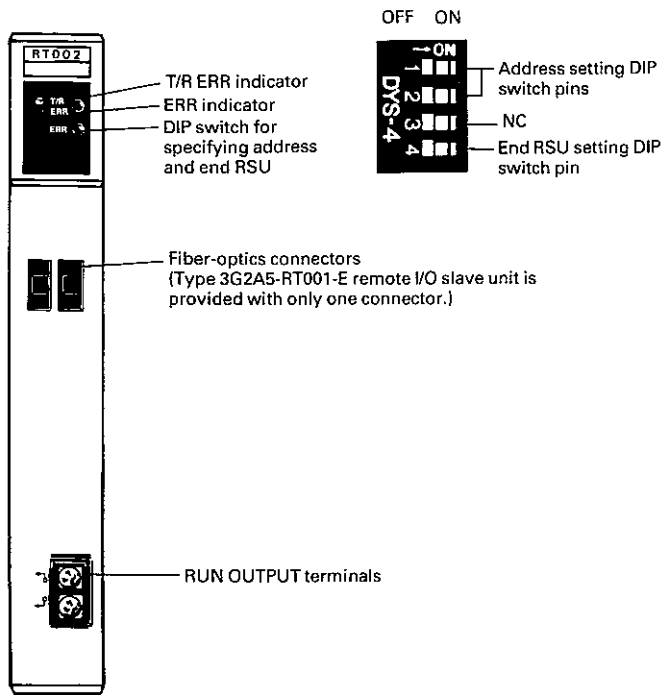 OFF ON
RT002
T/R ERR indicator
ERR indicator
DIP switch for
specifying address
and end RSU
T/R
ERR
ERR
→ON
DYS-4
1
2
3
4
Address setting DIP
switch pins
NC
End RSU setting DIP
switch pin
Fiber-optics connectors
(Type 3G2A5-RT001-E remote I/O slave unit is
provided with only one connector.)
RUN OUTPUT terminals